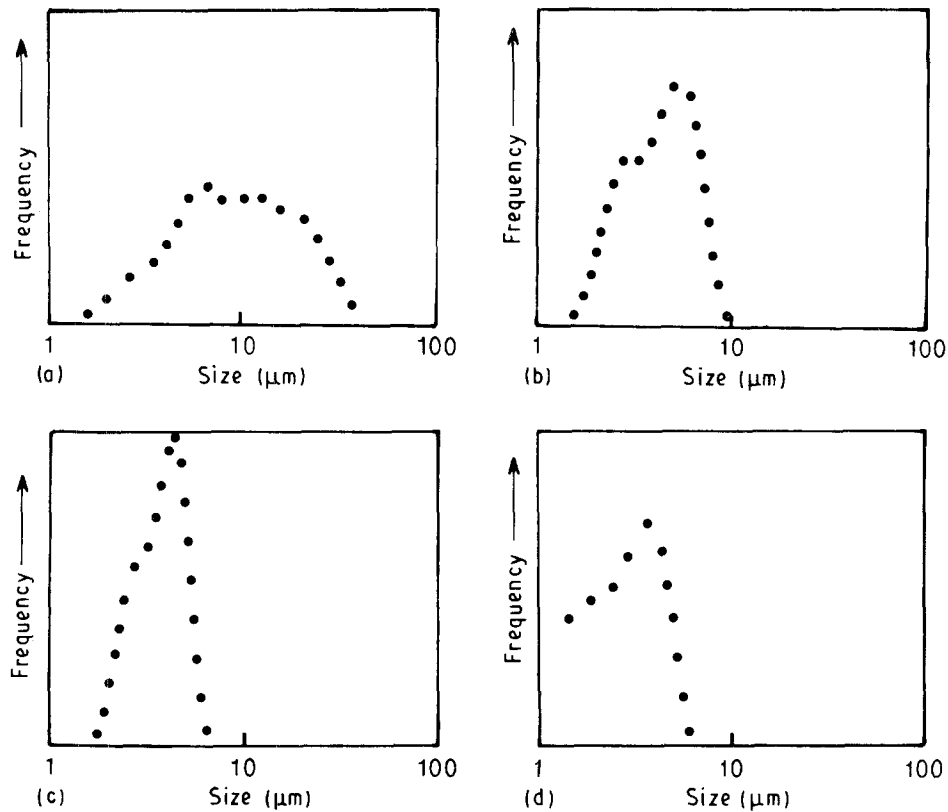 Frequency
1 10 100
(a) Size (μm)
Frequency
1 10 100
(b) Size (μm)
Frequency
1 10 100
(c) Size (μm)
Frequency
1 10 100
(d) Size (μm)